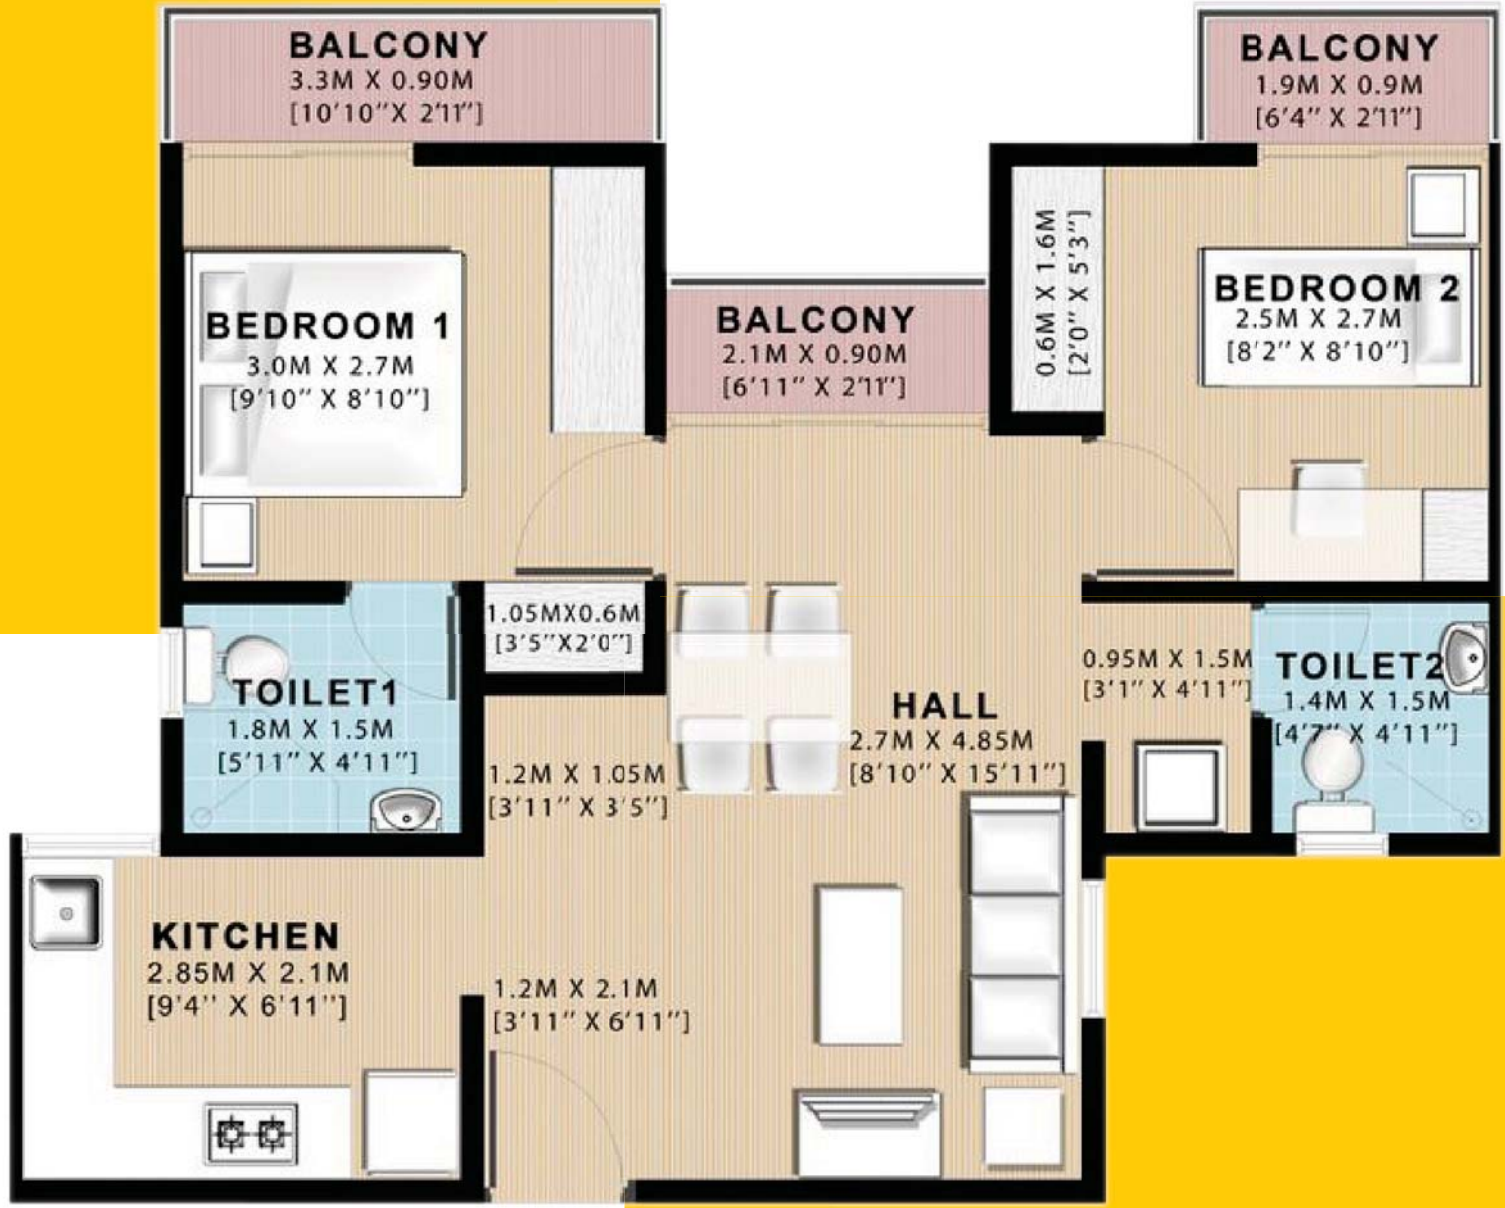 BALCONY
3.3M X 0.90M
[10'10"X 2'11"]
BALCONY
1.9M X 0.9M
[6'4" X 2'11"]
BEDROOM 1
3.0M X 2.7M
[9'10" X 8'10"]
BALCONY
2.1M X 0.90M
[6'11" X 2'11"]
0.6M X 1.6M
[2'0" X 5'3"]
BEDROOM 2
2.5M X 2.7M
[8'2" X 8'10"]
1.05MX0.6M
[3'5"X2'0"]
TOILET1
1.8M X 1.5M
[5'11" X 4'11"]
1.2M X 1.05M
[3'11" X 3'5"]
HALL
2.7M X 4.85M
[8'10" X 15'11"]
0.95M X 1.5M
[3'1" X 4'11"]
TOILET2
1.4M X 1.5M
[4'7" X 4'11"]
KITCHEN
2.85M X 2.1M
[9'4" X 6'11"]
1.2M X 2.1M
[3'11" X 6'11"]